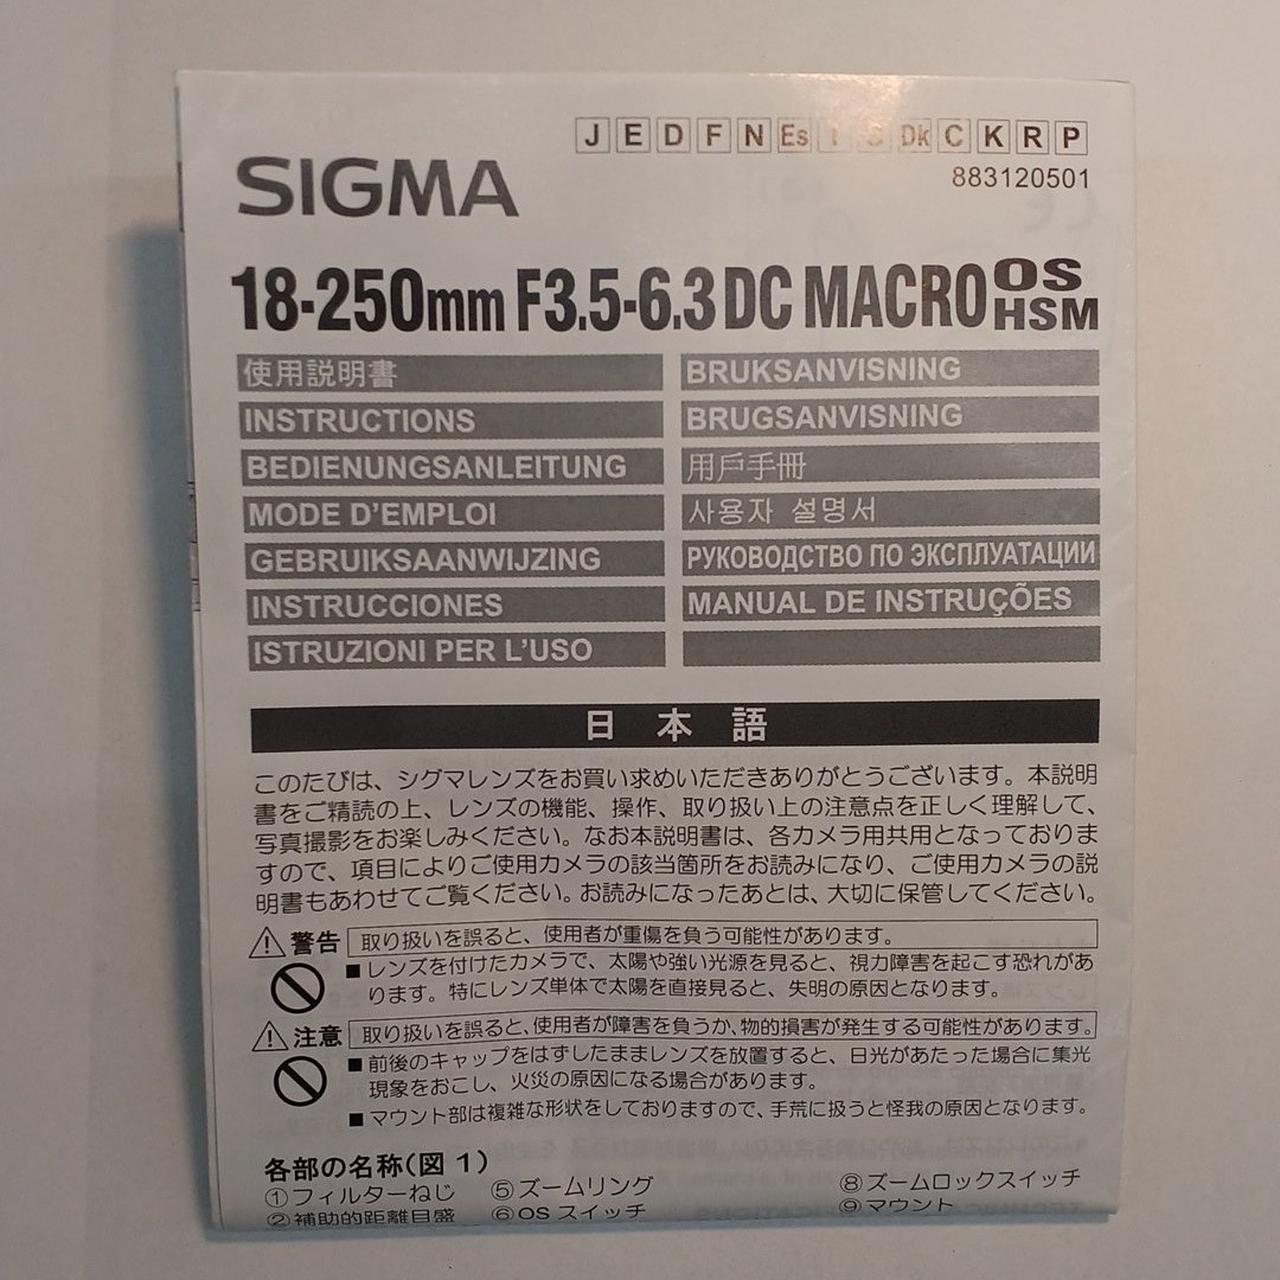 J E D F N Es I S Dk C K R P
883120501
SIGMA
18-250mm F3.5-6.3 DC MACRO OS HSM
使用説明書
INSTRUCTIONS
BEDIENUNGSANLEITUNG
MODE D'EMPLOI
GEBRUIKSAANWIJZING
INSTRUCCIONES
ISTRUZIONI PER L'USO
BRUKSANVISNING
BRUGSANVISNING
用戶手冊
사용자 설명서
РУКОВОДСТВО ПО ЭКСПЛУАТАЦИИ
MANUAL DE INSTRUÇÕES
日本語
このたびは、シグマレンズをお買い求めいただきありがとうございます。本説明
書をご精読の上、レンズの機能、操作、取り扱い上の注意点を正しく理解して、
写真撮影をお楽しみください。なお本説明書は、各カメラ用共用となっておりま
すので、項目によりご使用カメラの該当箇所をお読みになり、ご使用カメラの説
明書もあわせてご覧ください。お読みになったあとは、大切に保管してください。
警告 取り扱いを誤ると、使用者が重傷を負う可能性があります。
■レンズを付けたカメラで、太陽や強い光源を見ると、視力障害を起こす恐れがあ
ります。特にレンズ単体で太陽を直接見ると、失明の原因となります。
注意 取り扱いを誤ると、使用者が障害を負うか、物的損害が発生する可能性があります。
■前後のキャップをはずしたままレンズを放置すると、日光があたった場合に集光
現象をおこし、火災の原因になる場合があります。
■マウント部は複雑な形状をしておりますので、手荒に扱うと怪我の原因となります。
各部の名称(図1)
①フィルターねじ ⑤ズームリング ⑧ズームロックスイッチ
②補助的距離目盛 ⑥OS スイッチ ⑨マウント